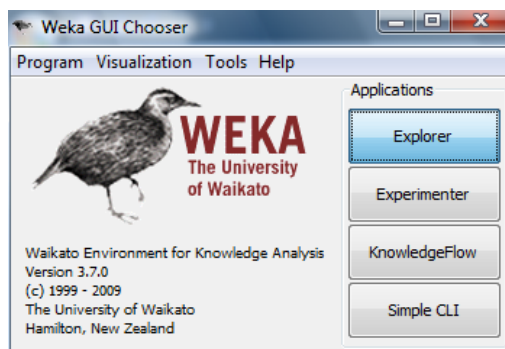 Weka GUI Chooser
Program Visualization Tools Help
Applications
WEKA
The University
of Waikato
Explorer
Experimenter
KnowledgeFlow
Simple CLI
Waikato Environment for Knowledge Analysis
Version 3.7.0
(c) 1999 - 2009
The University of Waikato
Hamilton, New Zealand